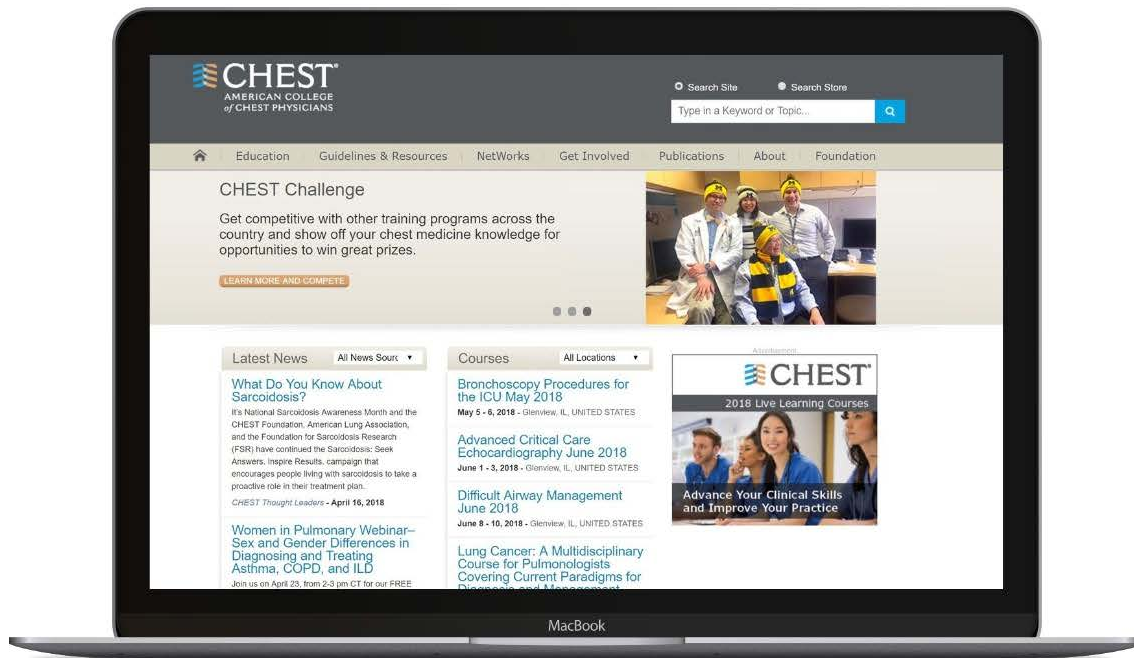 CHEST®
AMERICAN COLLEGE
of CHEST PHYSICIANS
Search Site
Search Store
Type in a Keyword or Topic...
Education
Guidelines & Resources
NetWorks
Get Involved
Publications
About
Foundation
CHEST Challenge
Get competitive with other training programs across the
country and show off your chest medicine knowledge for
opportunities to win great prizes.
LEARN MORE AND COMPETE
Latest News
All News Sourc
What Do You Know About
Sarcoidosis?
It's National Sarcoidosis Awareness Month and the
CHEST Foundation, American Lung Association,
and the Foundation for Sarcoidosis Research
(FSR) have continued the Sarcoidosis: Seek
Answers. Inspire Results. campaign that
encourages people living with sarcoidosis to take a
proactive role in their treatment plan.
CHEST Thought Leaders - April 16, 2018
Women in Pulmonary Webinar–
Sex and Gender Differences in
Diagnosing and Treating
Asthma, COPD, and ILD
Join us on April 23, from 2-3 pm CT for our FREE
Courses
All Locations
Bronchoscopy Procedures for
the ICU May 2018
May 5 - 6, 2018 - Glenview, IL, UNITED STATES
Advanced Critical Care
Echocardiography June 2018
June 1 - 3, 2018 - Glenview, IL, UNITED STATES
Difficult Airway Management
June 2018
June 8 - 10, 2018 - Glenview, IL, UNITED STATES
Lung Cancer: A Multidisciplinary
Course for Pulmonologists
Covering Current Paradigms for
Diagnosis and Management
Advertisement
CHEST®
2018 Live Learning Courses
Advance Your Clinical Skills
and Improve Your Practice
MacBook